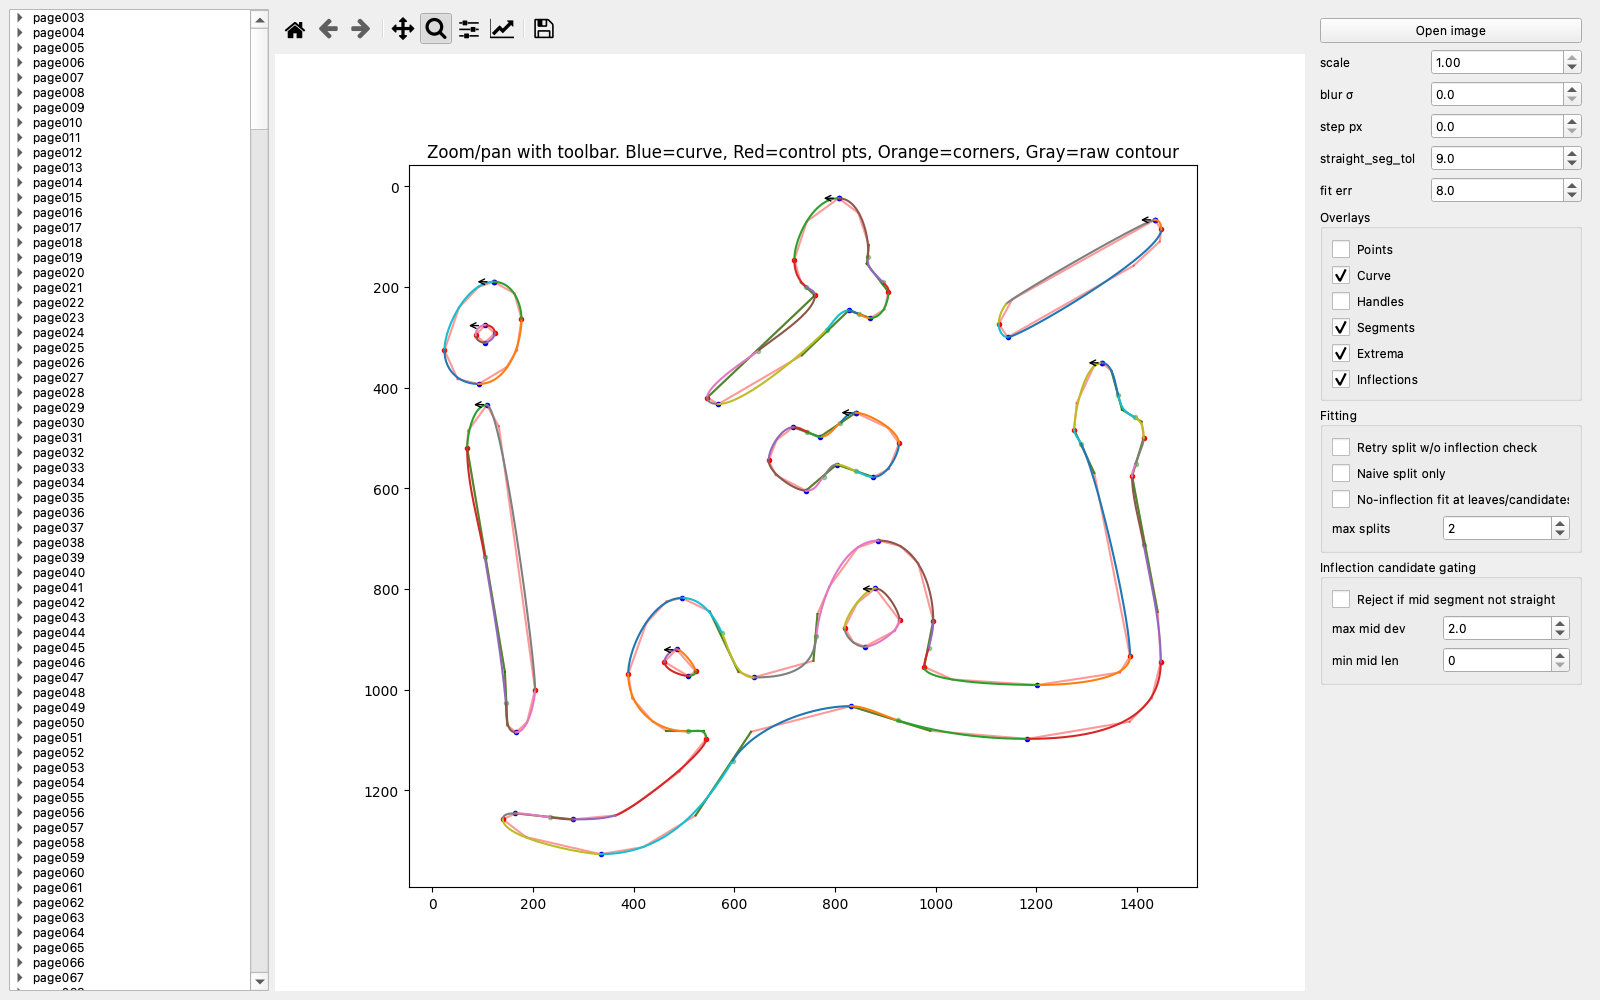 page003
page004
page005
page006
page007
page008
page009
page010
page011
page012
page013
page014
page015
page016
page017
page018
page019
page020
page021
page022
page023
page024
page025
page026
page027
page028
page029
page030
page031
page032
page033
page034
page035
page036
page037
page038
page039
page040
page041
page042
page043
page044
page045
page046
page047
page048
page049
page050
page051
page052
page053
page054
page055
page056
page057
page058
page059
page060
page061
page062
page063
page064
page065
page066
page067
Zoom/pan with toolbar. Blue=curve, Red=control pts, Orange=corners, Gray=raw contour
0
200
400
600
800
1000
1200
0 200 400 600 800 1000 1200 1400
Open image
scale 1.00
blur σ 0.0
step px 0.0
straight_seg_tol 9.0
fit err 8.0
Overlays
Points
Curve
Handles
Segments
Extrema
Inflections
Fitting
Retry split w/o inflection check
Naive split only
No-inflection fit at leaves/candidates
max splits 2
Inflection candidate gating
Reject if mid segment not straight
max mid dev 2.0
min mid len 0